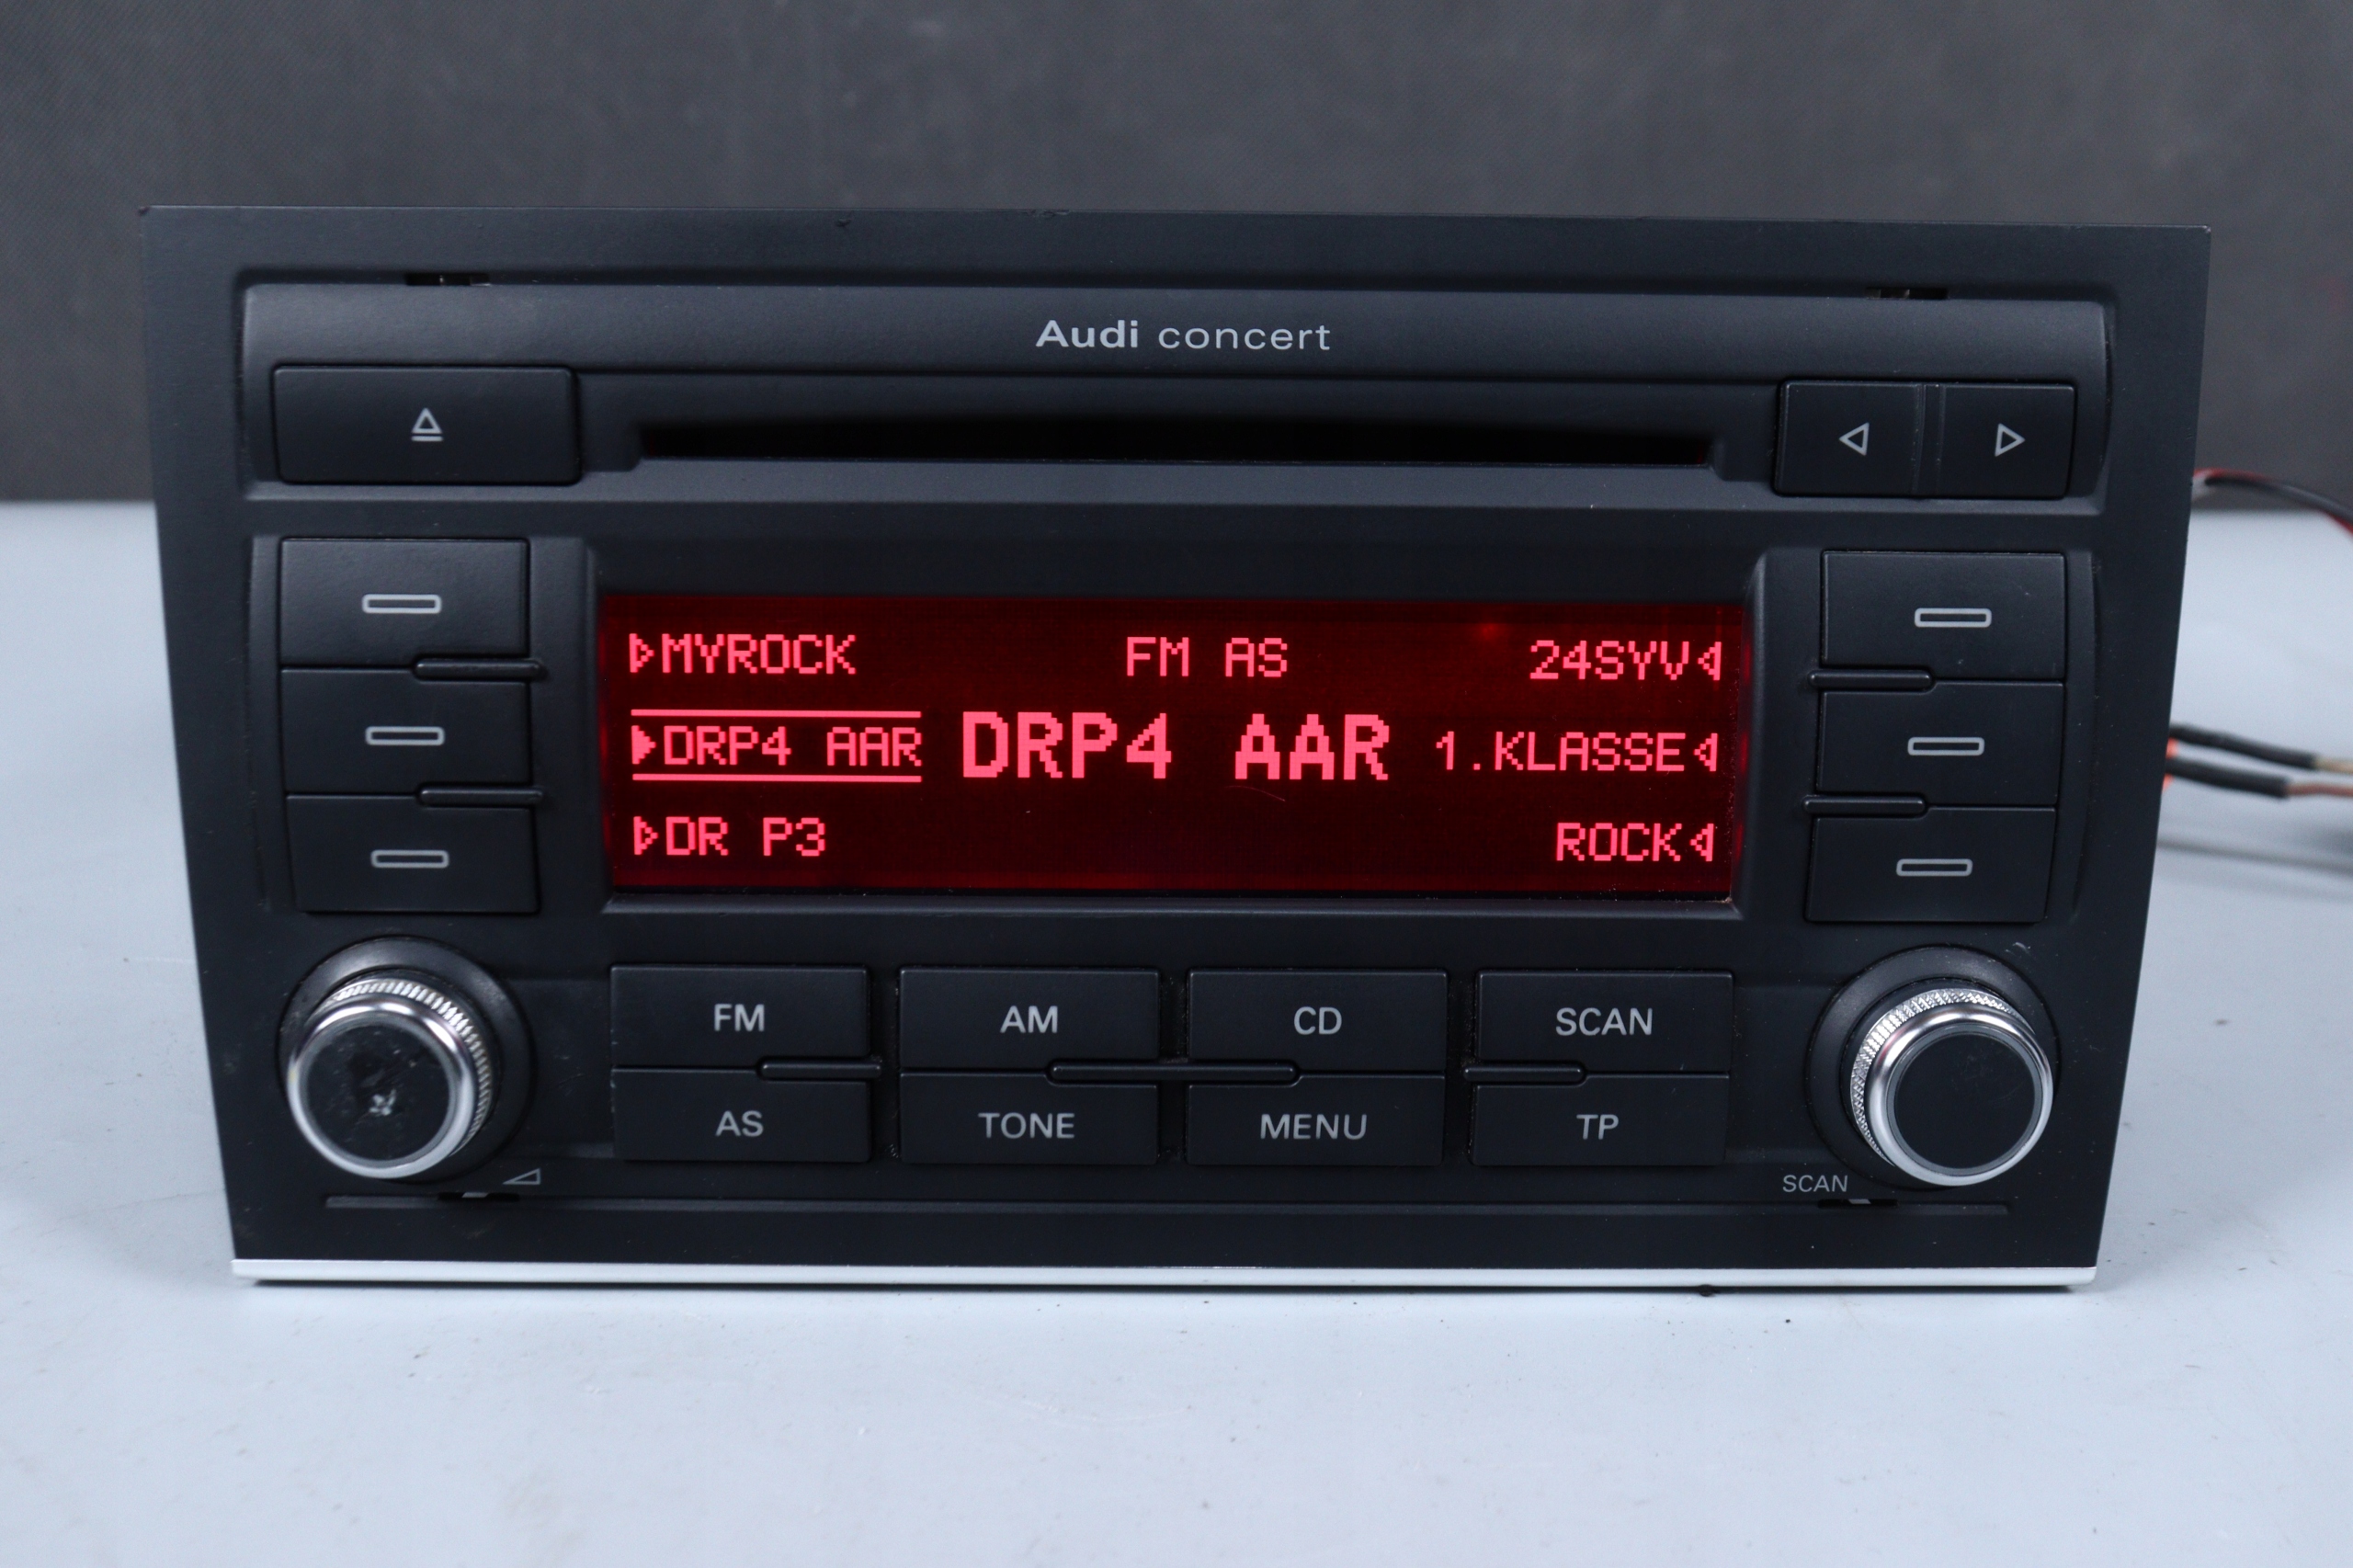 Audi concert
MYROCK FM AS 24SYV
DRP4 AAR DRP4 AAR 1.KLASSE
DR P3 ROCK
FM AM CD SCAN
AS TONE MENU TP
SCAN